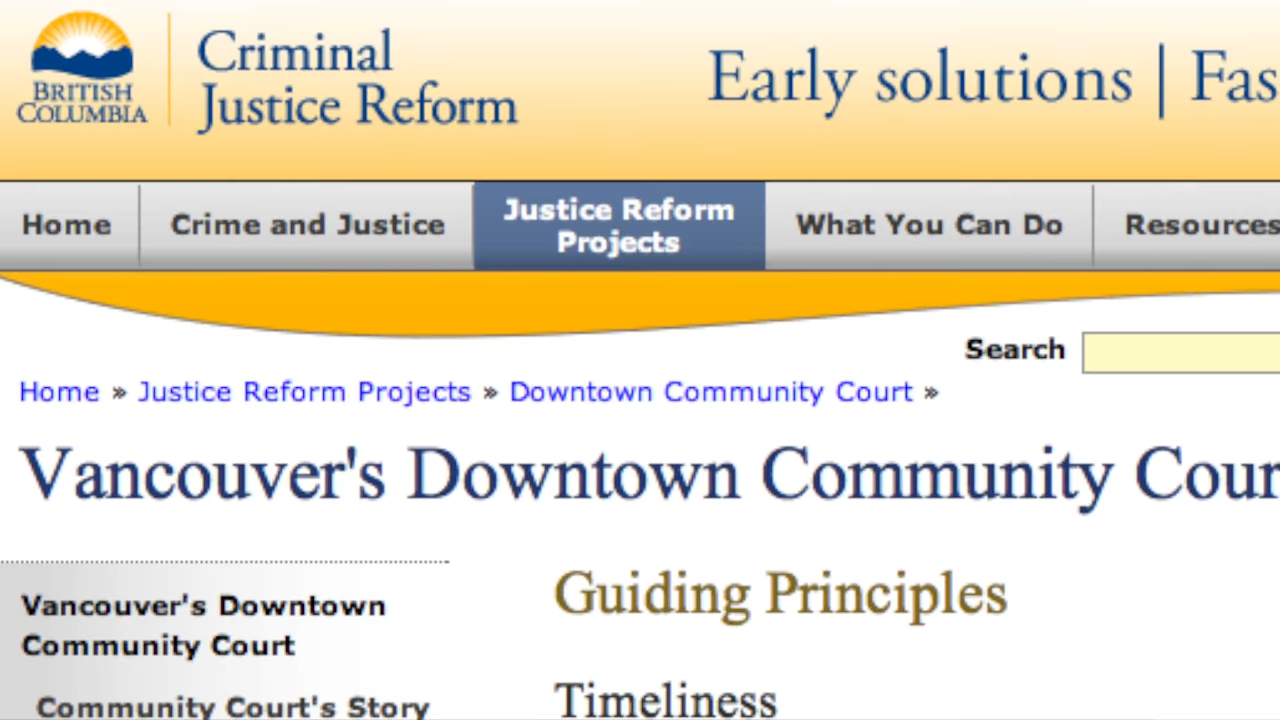 BRITISH
COLUMBIA
Criminal
Justice Reform
Early solutions |
Home
Crime and Justice
Justice Reform
Projects
What You Can Do
Resources
Search
Home » Justice Reform Projects » Downtown Community Court »
Vancouver's Downtown Community
Vancouver's Downtown
Community Court
Community Court's Story
Guiding Principles
Timeliness